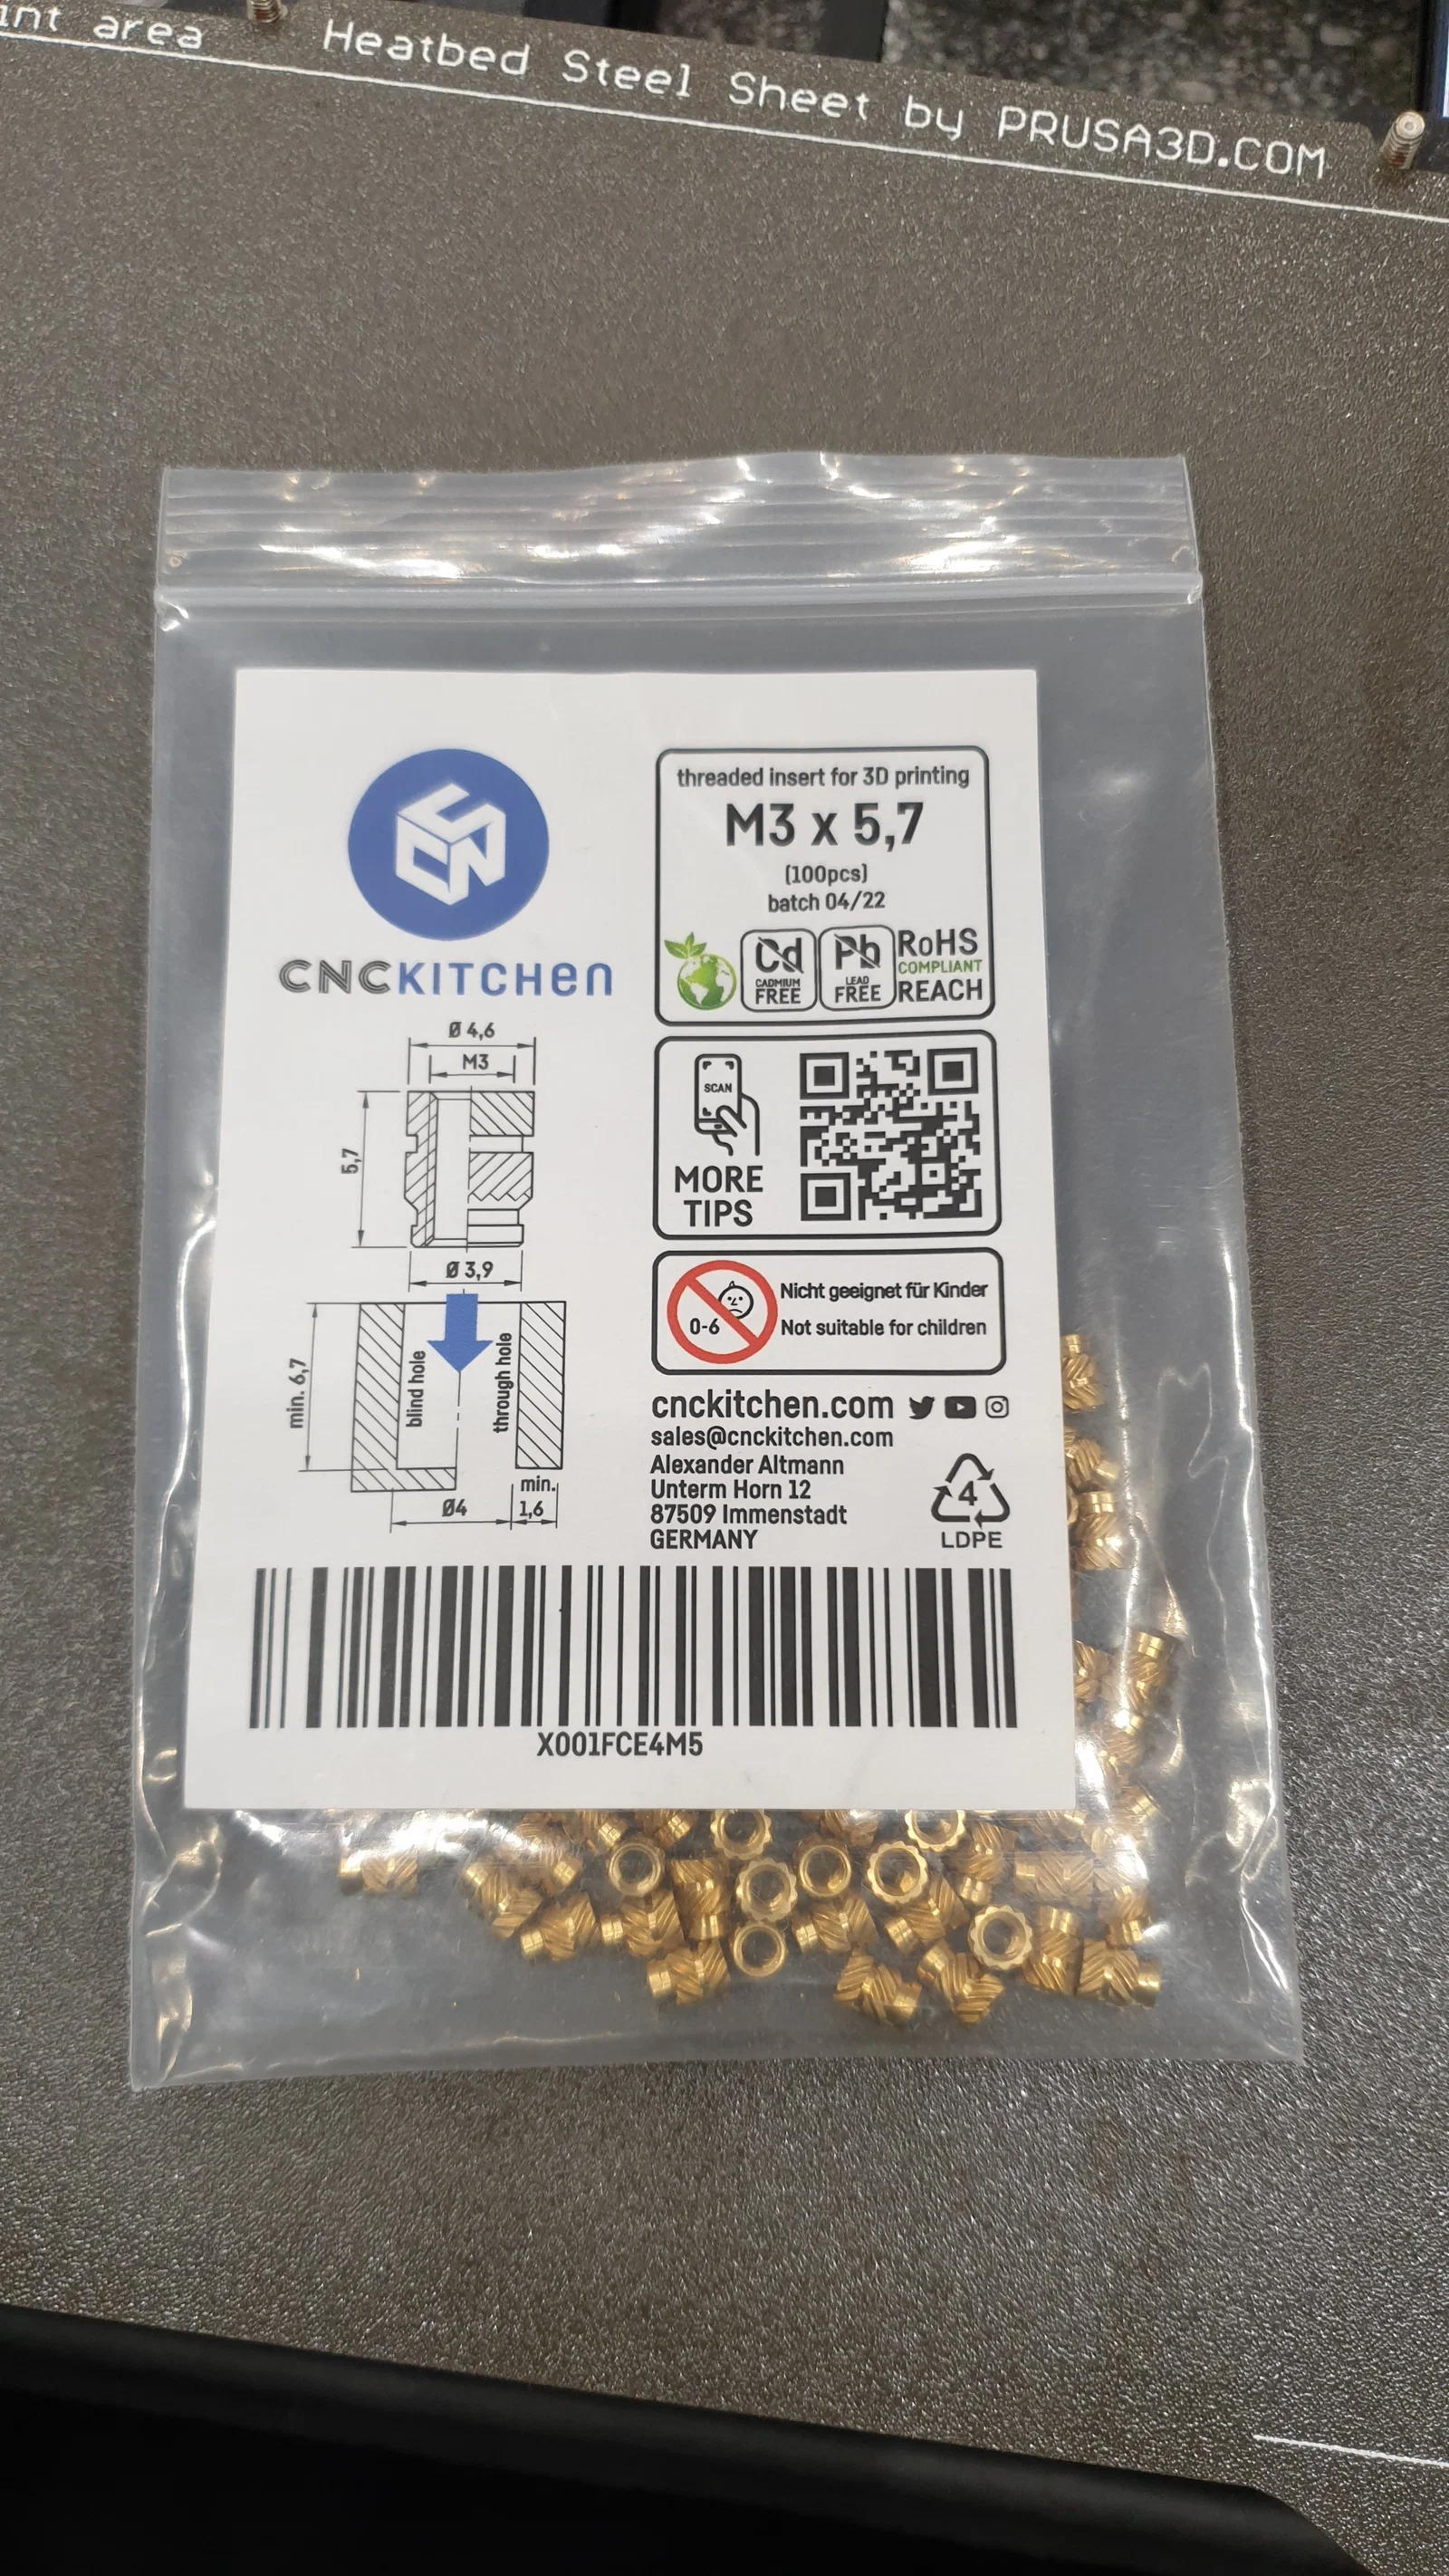 int area
Heatbed Steel Sheet by PRUSA3D.COM
CNCKITCHEN
threaded insert for 3D printing
M3 x 5,7
(100pcs)
batch 04/22
Cd
CADMIUM
FREE
Pb
LEAD
FREE
RoHS
COMPLIANT
REACH
Ø 4,6
M3
5,7
Ø 3,9
min. 6,7
blind hole
through hole
Ø4
min.
1,6
SCAN
MORE
TIPS
0-6
Nicht geeignet für Kinder
Not suitable for children
cnckitchen.com
sales@cnckitchen.com
Alexander Altmann
Unterm Horn 12
87509 Immenstadt
GERMANY
4
LDPE
X001FCE4M5